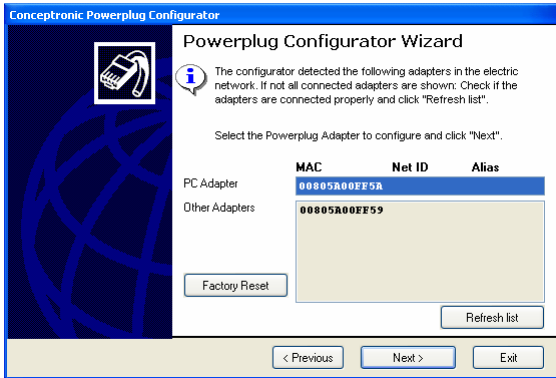 Conceptronic Powerplug Configurator
Powerplug Configurator Wizard
The configurator detected the following adapters in the electric
network. If not all connected adapters are shown: Check if the
adapters are connected properly and click "Refresh list".
Select the Powerplug Adapter to configure and click "Next".
MAC Net ID Alias
PC Adapter 00805A00FF5A
Other Adapters 00805A00FF59
Factory Reset
Refresh list
< Previous Next > Exit